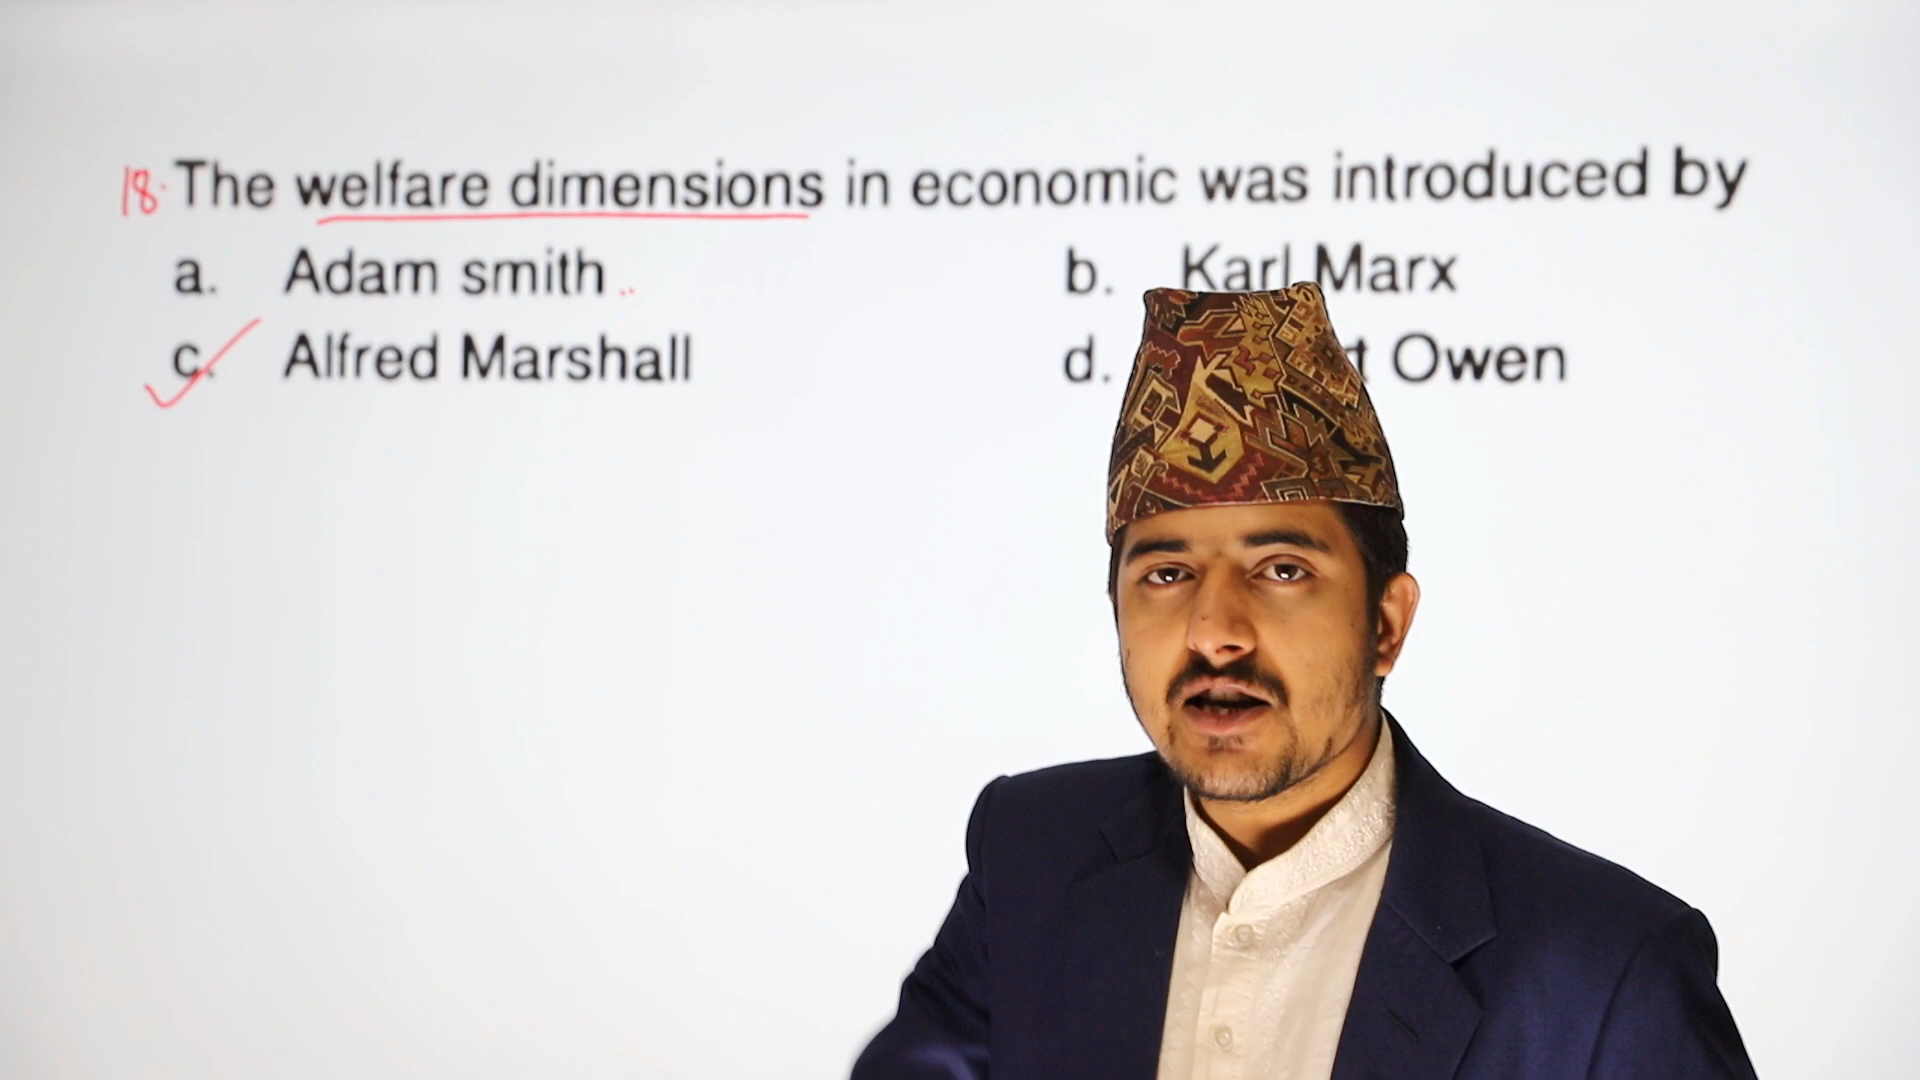 18. The welfare dimensions in economic was introduced by
a. Adam smith b. Karl Marx
c. Alfred Marshall d. Owen